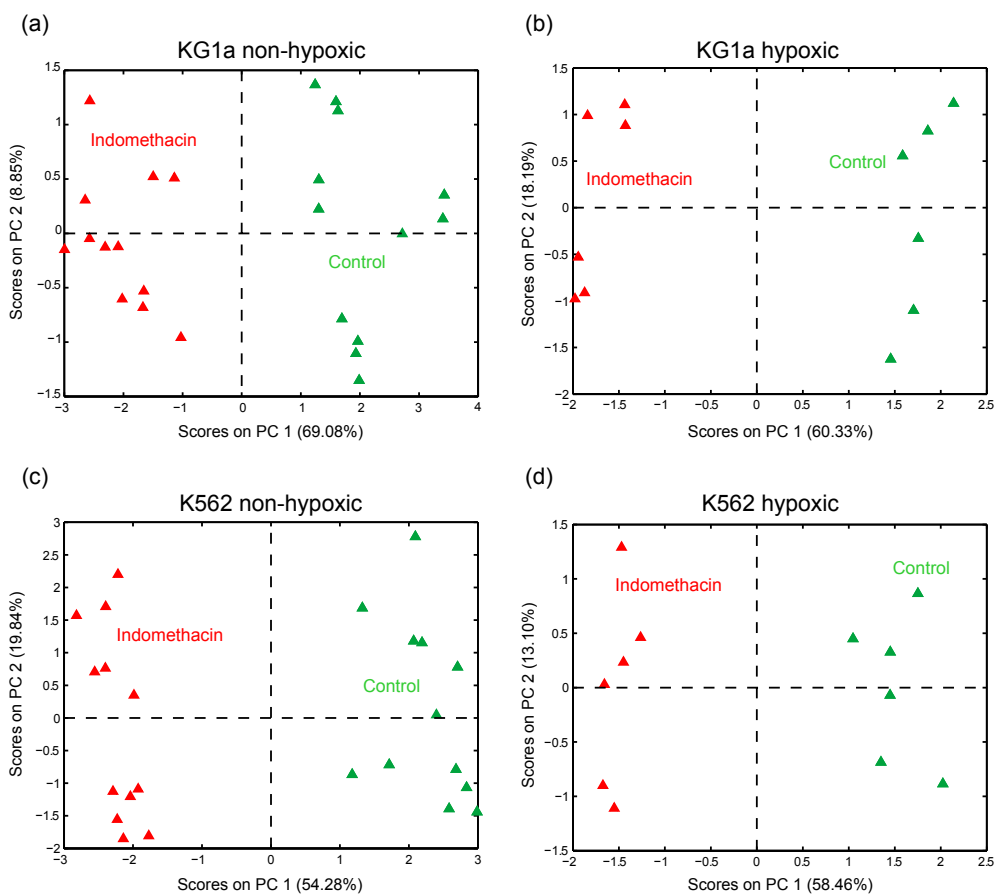 (a)
KG1a non-hypoxic
1.5
1
0.5
0
−0.5
−1
−1.5
−3
−2
−1
0
1
2
3
4
Indomethacin
Control
Scores on PC 2 (8.85%)
Scores on PC 1 (69.08%)
(b)
KG1a hypoxic
1.5
1
0.5
0
−0.5
−1
−1.5
−2
−2
−1.5
−1
−0.5
0
0.5
1
1.5
2
2.5
Indomethacin
Control
Scores on PC 2 (18.19%)
Scores on PC 1 (60.33%)
(c)
K562 non-hypoxic
3
2.5
2
1.5
1
0.5
0
−0.5
−1
−1.5
−2
−3
−2
−1
0
1
2
3
Indomethacin
Control
Scores on PC 2 (19.84%)
Scores on PC 1 (54.28%)
(d)
K562 hypoxic
1.5
1
0.5
0
−0.5
−1
−1.5
−2
−1.5
−1
−0.5
0
0.5
1
1.5
2
2.5
Indomethacin
Control
Scores on PC 2 (13.10%)
Scores on PC 1 (58.46%)